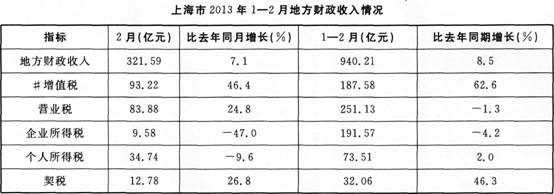 上海市 2013 年 1—2 月地方财政收入情况
指标 2 月(亿元) 比去年同月增长(%) 1—2 月(亿元) 比去年同期增长(%)
地方财政收入 321.59 7.1 940.21 8.5
#增值税 93.22 46.4 187.58 62.6
营业税 83.88 24.8 251.13 -1.3
企业所得税 9.58 -47.0 191.57 -4.2
个人所得税 34.74 -9.6 73.51 2.0
契税 12.78 26.8 32.06 46.3